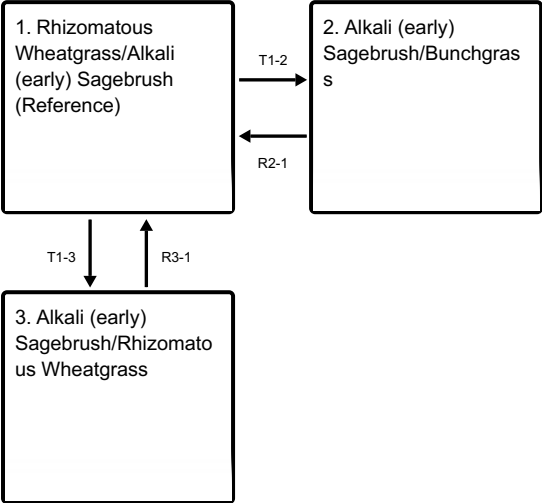 1. Rhizomatous
Wheatgrass/Alkali
(early) Sagebrush
(Reference)
T1-2
2. Alkali (early)
Sagebrush/Bunchgras
s
R2-1
T1-3
R3-1
3. Alkali (early)
Sagebrush/Rhizomato
us Wheatgrass